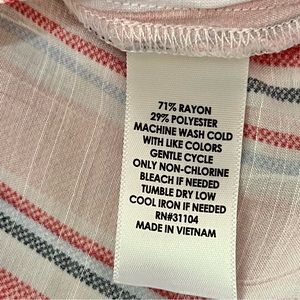 71% RAYON
29% POLYESTER
MACHINE WASH COLD
WITH LIKE COLORS
GENTLE CYCLE
ONLY NON-CHLORINE
BLEACH IF NEEDED
TUMBLE DRY LOW
COOL IRON IF NEEDED
RN#31104
MADE IN VIETNAM